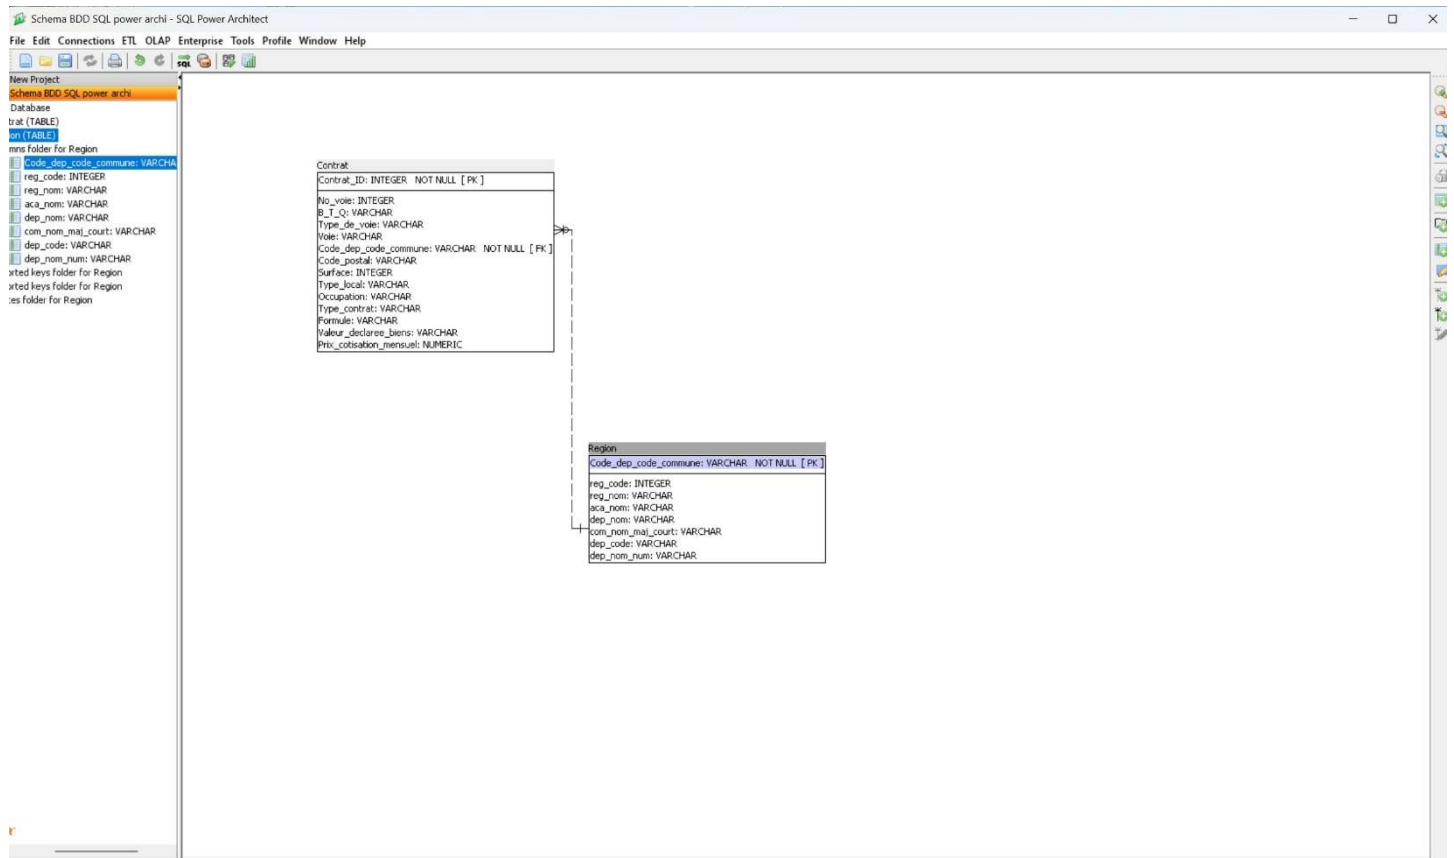 Schema BDD SQL power archi - SQL Power Architect
File Edit Connections ETL OLAP Enterprise Tools Profile Window Help
SQL
New Project
Schema BDD SQL power archi
Database
trat (TABLE)
on (TABLE)
mns folder for Region
Code_dep_code_commune: VARCHA
reg_code: INTEGER
reg_nom: VARCHAR
aca_nom: VARCHAR
dep_nom: VARCHAR
com_nom_maj_court: VARCHAR
dep_code: VARCHAR
dep_nom_num: VARCHAR
orted keys folder for Region
orted keys folder for Region
ces folder for Region
Contrat
Contrat_ID: INTEGER NOT NULL [ PK ]
No_voie: INTEGER
B_T_Q: VARCHAR
Type_de_voie: VARCHAR
Voie: VARCHAR
Code_dep_code_commune: VARCHAR NOT NULL [ FK ]
Code_postal: VARCHAR
Surface: INTEGER
Type_local: VARCHAR
Occupation: VARCHAR
Type_contrat: VARCHAR
Formule: VARCHAR
Valeur_declaree_biens: VARCHAR
Prix_cotisation_mensuel: NUMERIC
Region
Code_dep_code_commune: VARCHAR NOT NULL [ PK ]
reg_code: INTEGER
reg_nom: VARCHAR
aca_nom: VARCHAR
dep_nom: VARCHAR
com_nom_maj_court: VARCHAR
dep_code: VARCHAR
dep_nom_num: VARCHAR
r